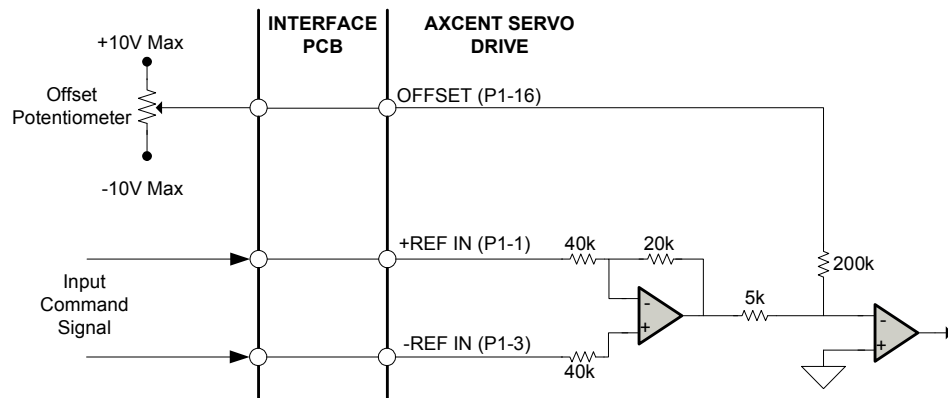 INTERFACE
PCB
AXCENT SERVO
DRIVE
+10V Max
Offset
Potentiometer
-10V Max
OFFSET (P1-16)
+REF IN (P1-1)
40k
20k
200k
Input
Command
Signal
5k
-
+
-
+
-REF IN (P1-3)
40k